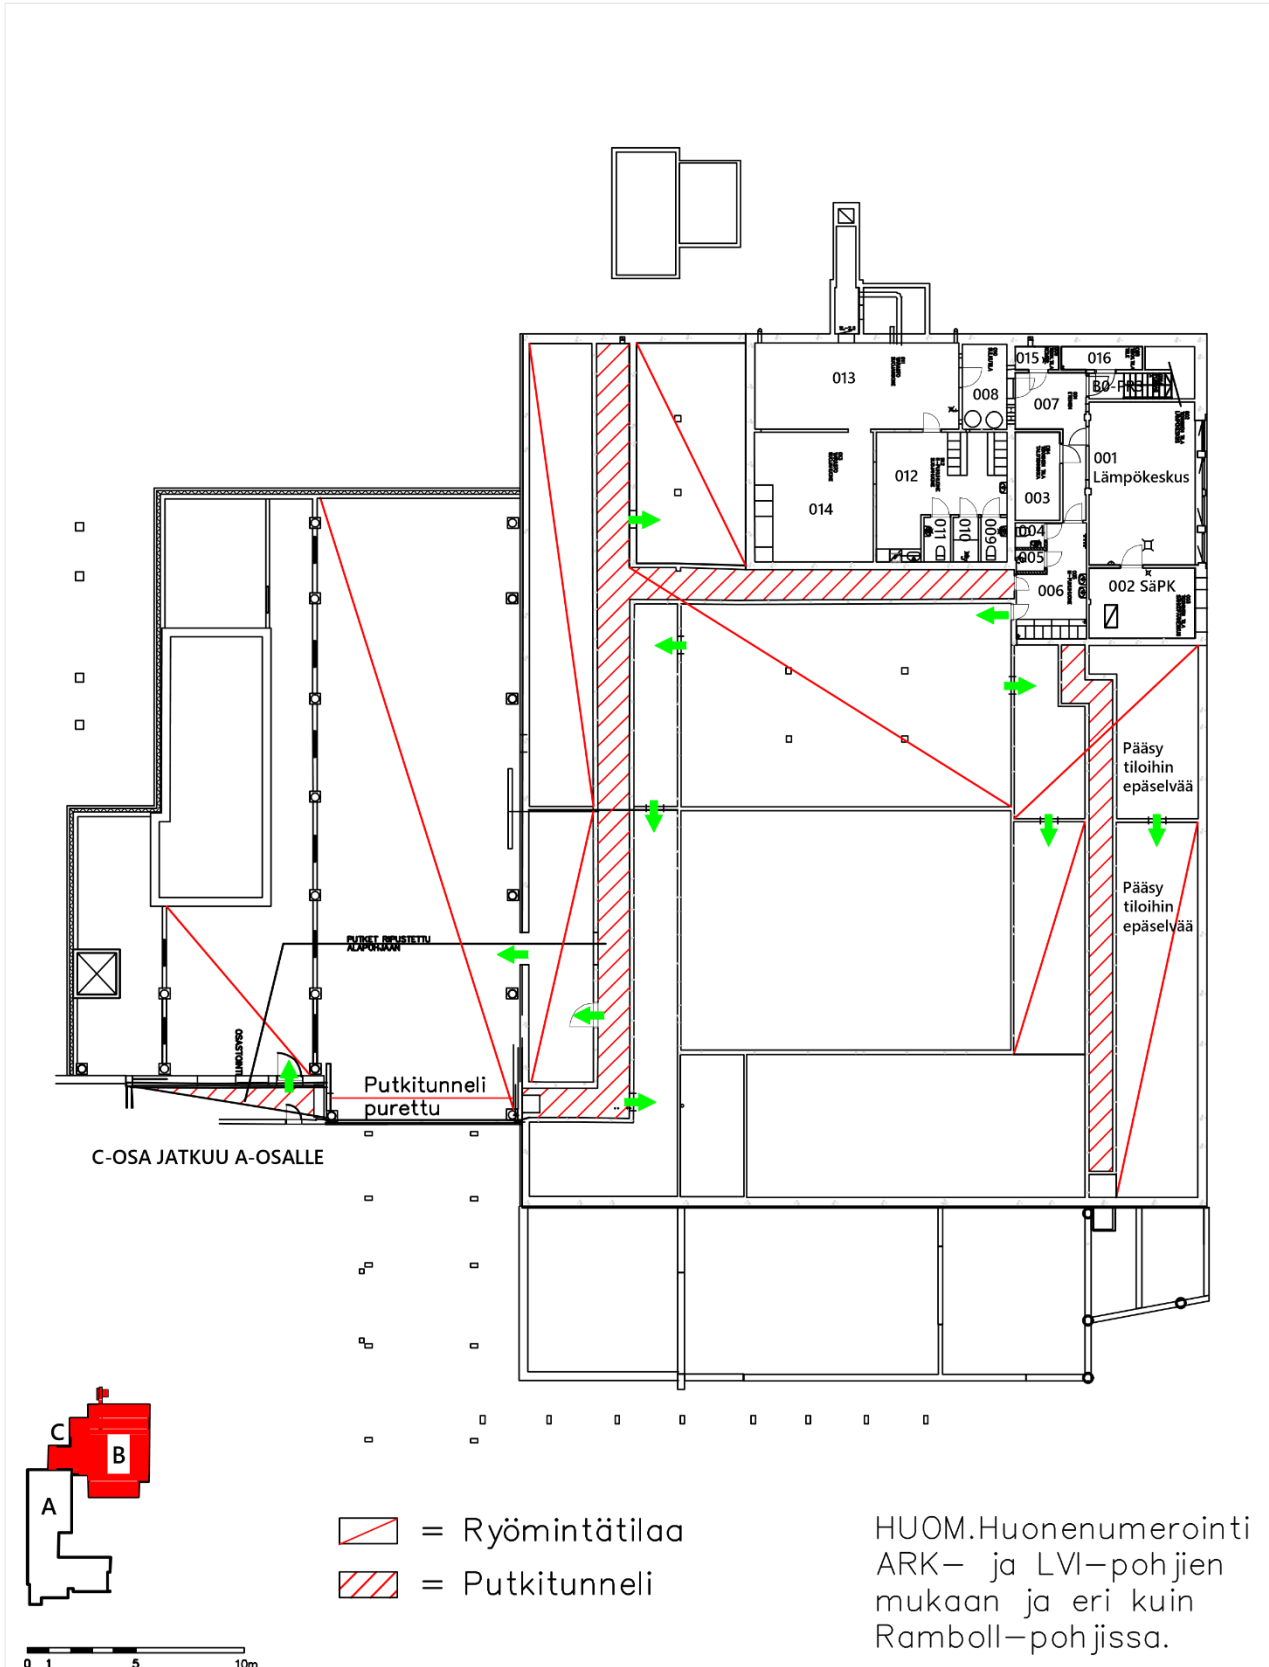 013
008
015
016
B0-PR3
007
001
Lämpökeskus
012
003
014
011
010
009
004
005
006
002 SäPK
Pääsy
tiloihin
epäselvää
Pääsy
tiloihin
epäselvää
PUTKET RIPUSTETTU
ALAPOHJAAN
OSASTOINTI
Putkitunneli
purettu
C-OSA JATKUU A-OSALLE
C
B
A
= Ryömintätilaa
= Putkitunneli
HUOM.Huonenumerointi
ARK- ja LVI-pohjien
mukaan ja eri kuin
Ramboll-pohjissa.
0 1 5 10m